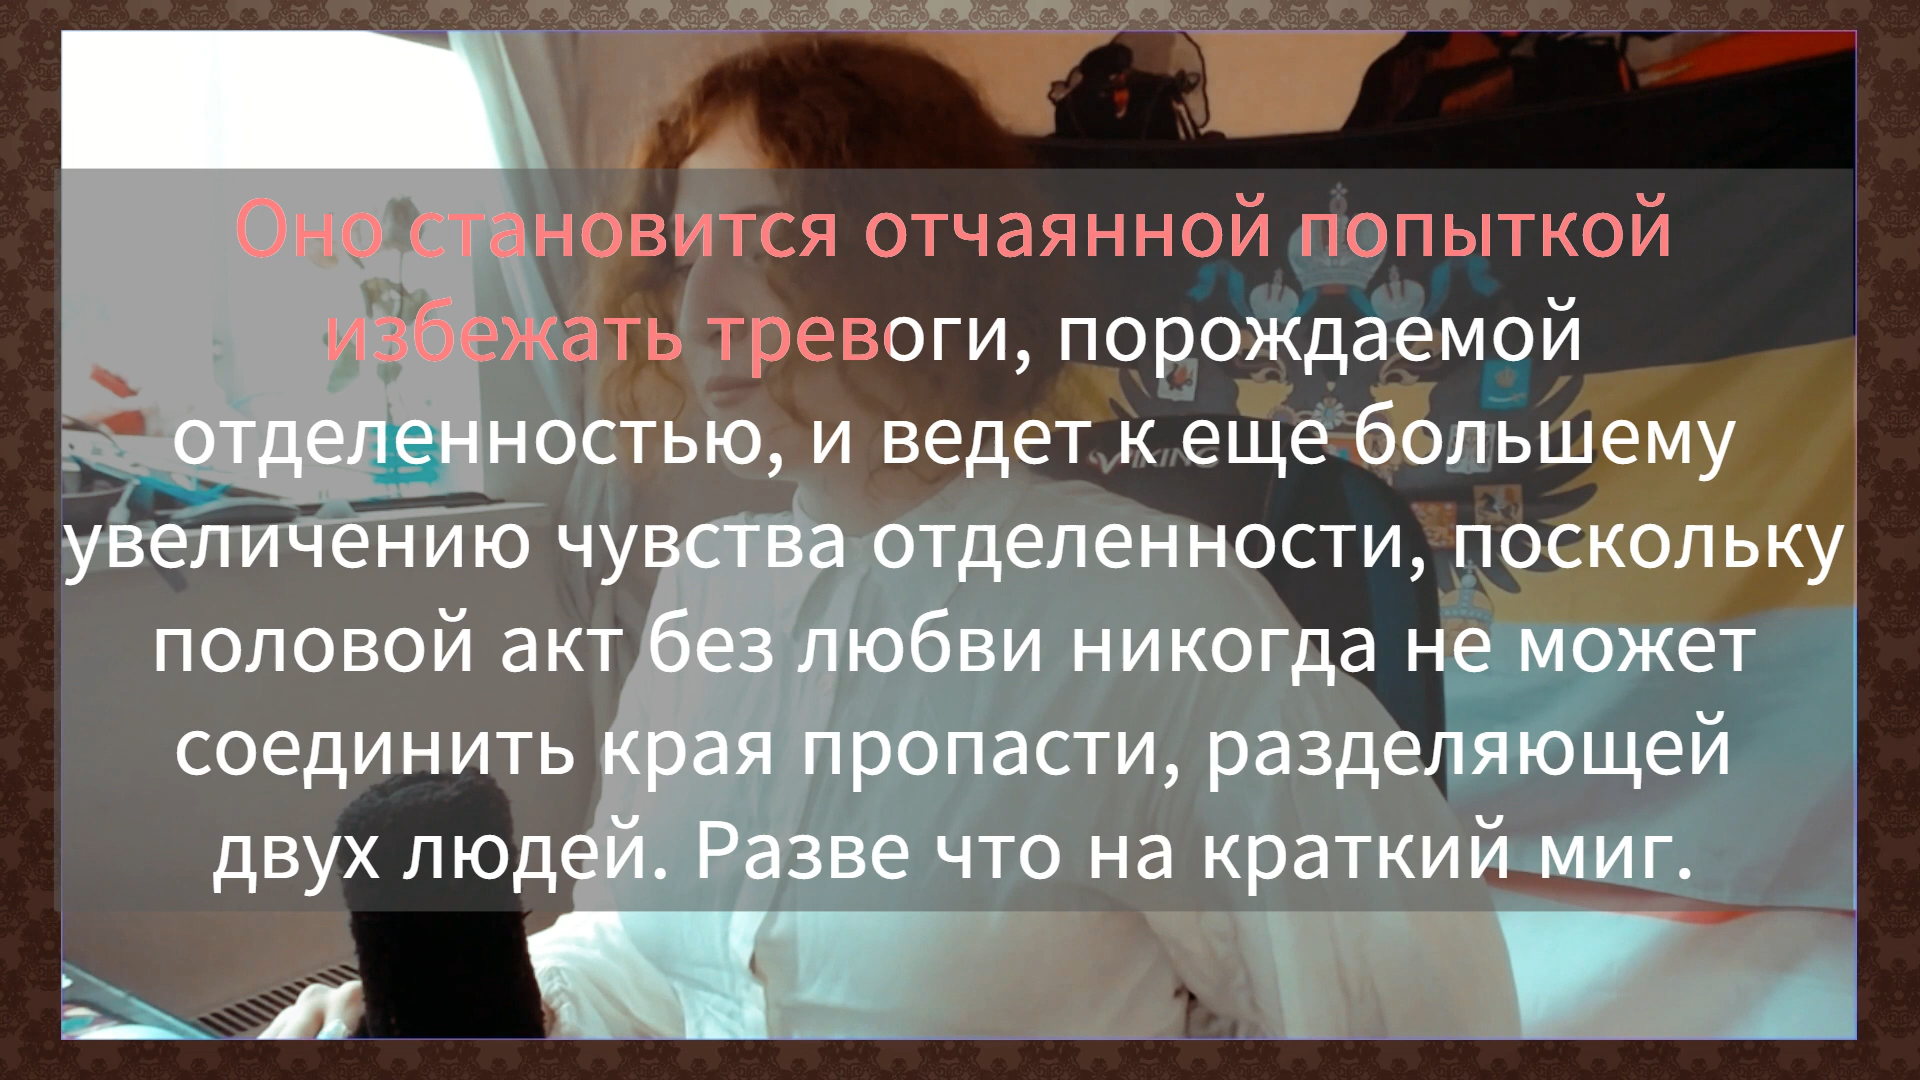 Оно становится отчаянной попыткой
избежать тревоги, порождаемой
отделенностью, и ведет к еще большему
увеличению чувства отделенности, поскольку
половой акт без любви никогда не может
соединить края пропасти, разделяющей
двух людей. Разве что на краткий миг.
VIKING